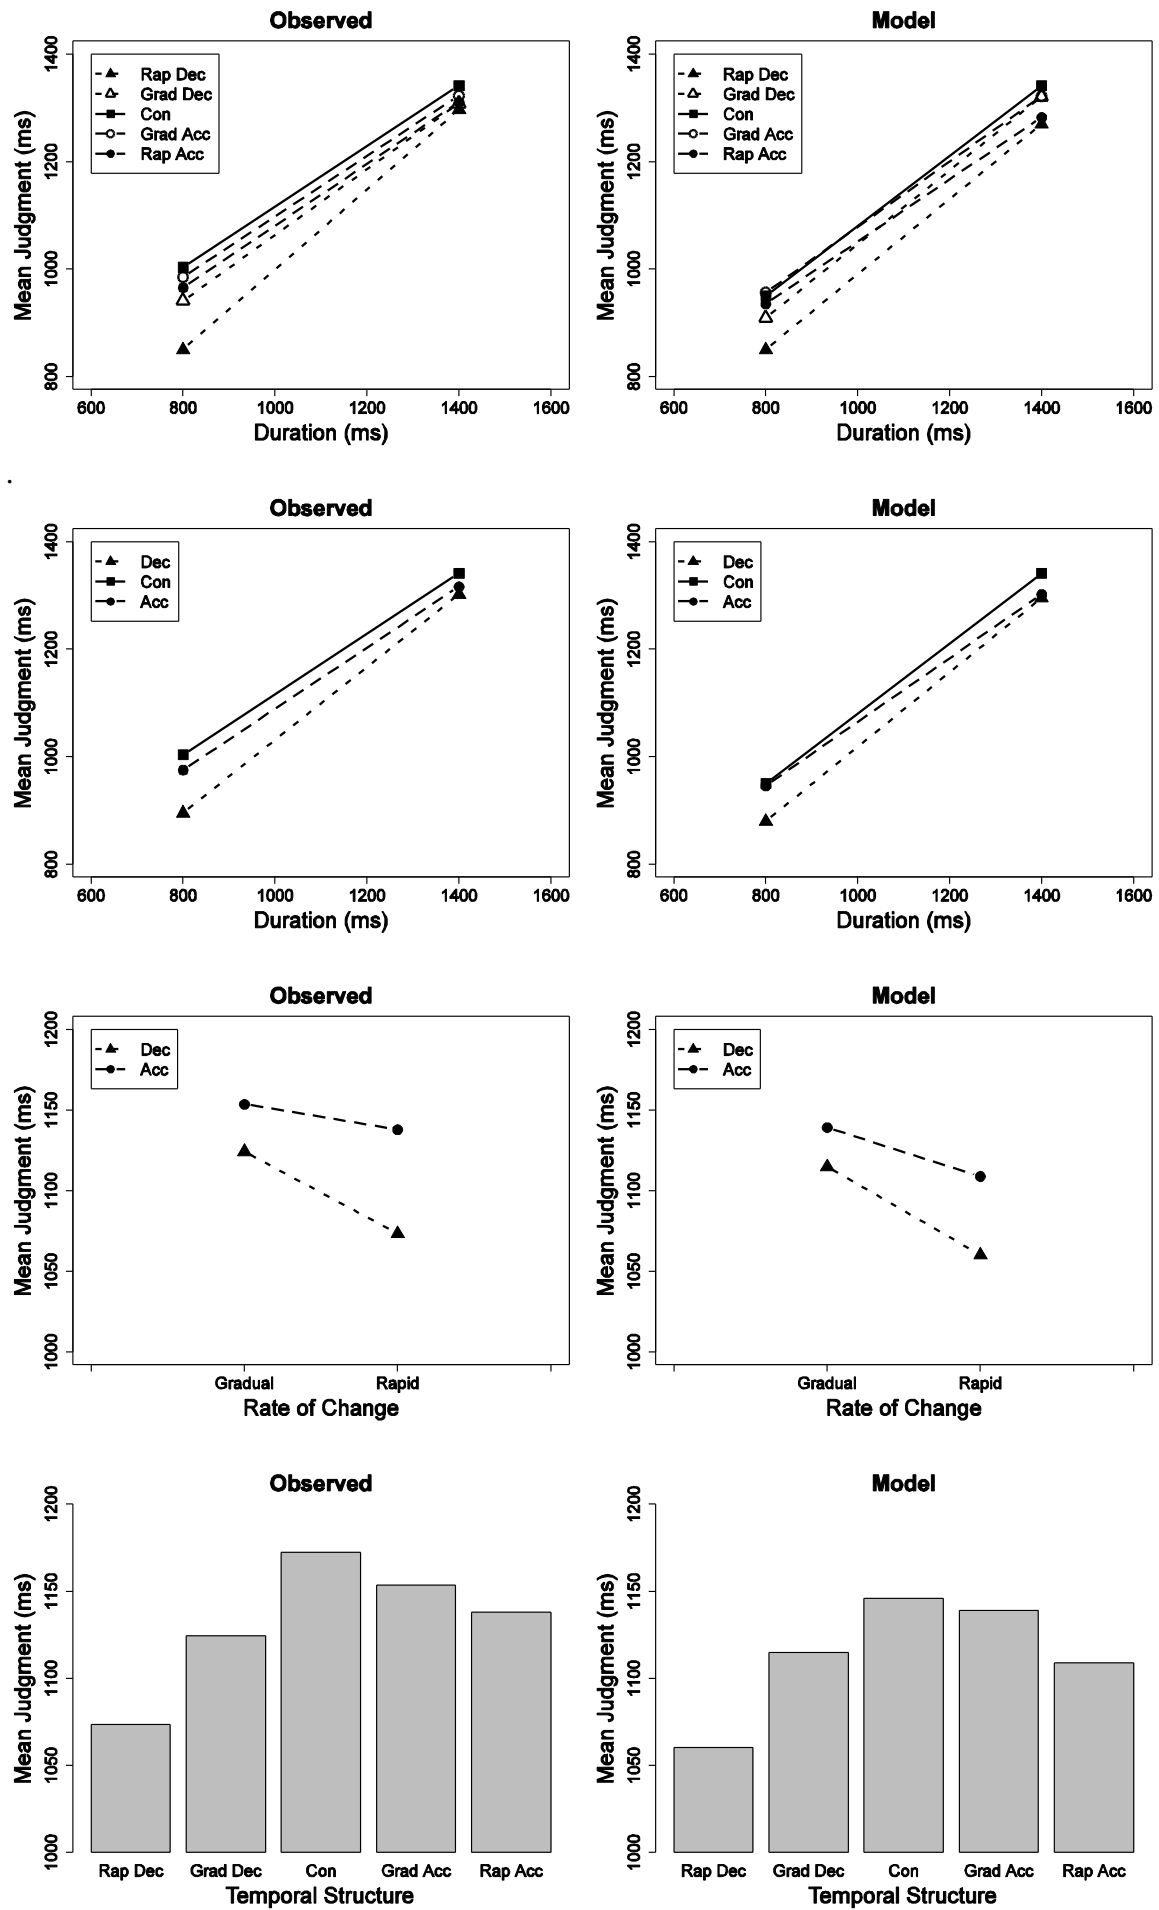 Observed
Model
1400
1200
1000
800
Mean Judgment (ms)
Rap Dec
Grad Dec
Con
Grad Acc
Rap Acc
600 800 1000 1200 1400 1600
Duration (ms)
1400
1200
1000
800
Mean Judgment (ms)
Rap Dec
Grad Dec
Con
Grad Acc
Rap Acc
600 800 1000 1200 1400 1600
Duration (ms)
.
Observed
Model
1400
1200
1000
800
Mean Judgment (ms)
Dec
Con
Acc
600 800 1000 1200 1400 1600
Duration (ms)
1400
1200
1000
800
Mean Judgment (ms)
Dec
Con
Acc
600 800 1000 1200 1400 1600
Duration (ms)
Observed
Model
1200
1150
1100
1050
1000
Mean Judgment (ms)
Dec
Acc
Gradual Rapid
Rate of Change
1200
1150
1100
1050
1000
Mean Judgment (ms)
Dec
Acc
Gradual Rapid
Rate of Change
Observed
Model
1200
1150
1100
1050
1000
Mean Judgment (ms)
Rap Dec Grad Dec Con Grad Acc Rap Acc
Temporal Structure
1200
1150
1100
1050
1000
Mean Judgment (ms)
Rap Dec Grad Dec Con Grad Acc Rap Acc
Temporal Structure